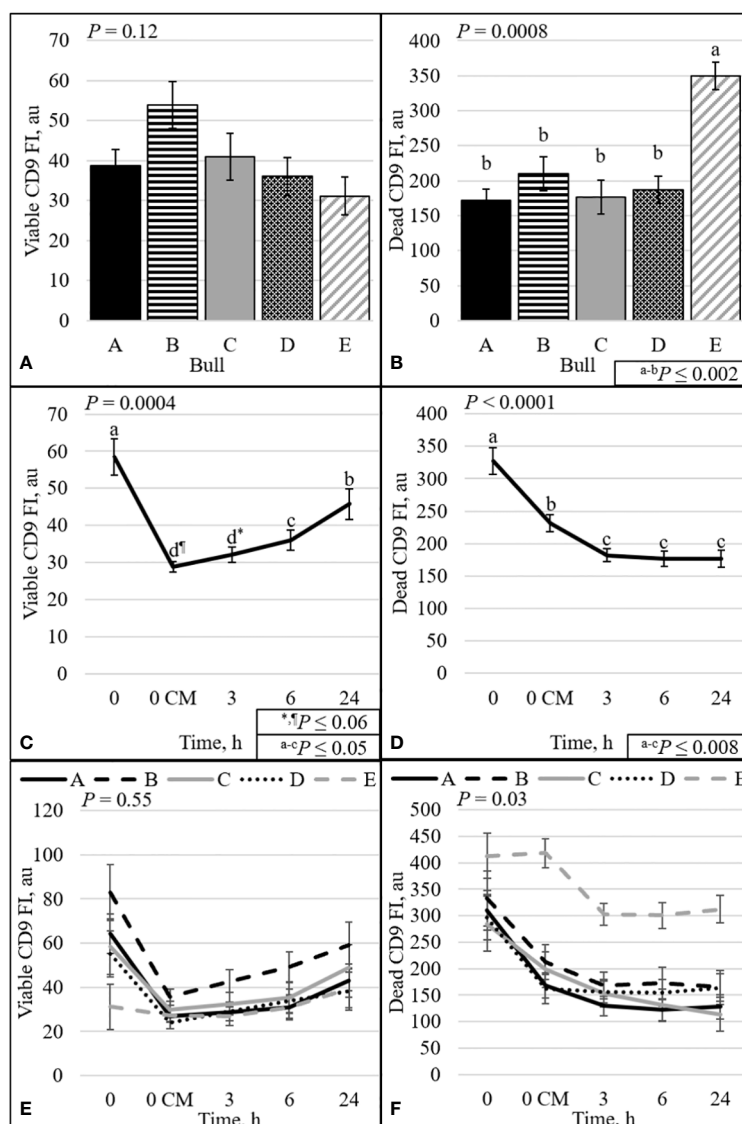 P = 0.12
70
60
50
40
30
20
10
0
Viable CD9 FI, au
A B C D E
Bull
A
P = 0.0008
400
350
300
250
200
150
100
50
0
Dead CD9 FI, au
b b b b a
A B C D E
Bull
B
a-bP ≤ 0.002
P = 0.0004
70
60
50
40
30
20
10
0
Viable CD9 FI, au
a d¶ d* c b
0 0 CM 3 6 24
Time, h
C
*,¶P ≤ 0.06
a-cP ≤ 0.05
P < 0.0001
400
350
300
250
200
150
100
50
0
Dead CD9 FI, au
a b c c c
0 0 CM 3 6 24
Time, h
D
a-cP ≤ 0.008
A B C D E
P = 0.55
120
100
80
60
40
20
0
Viable CD9 FI, au
0 0 CM 3 6 24
Time, h
E
A B C D E
P = 0.03
500
450
400
350
300
250
200
150
100
50
0
Dead CD9 FI, au
0 0 CM 3 6 24
Time, h
F